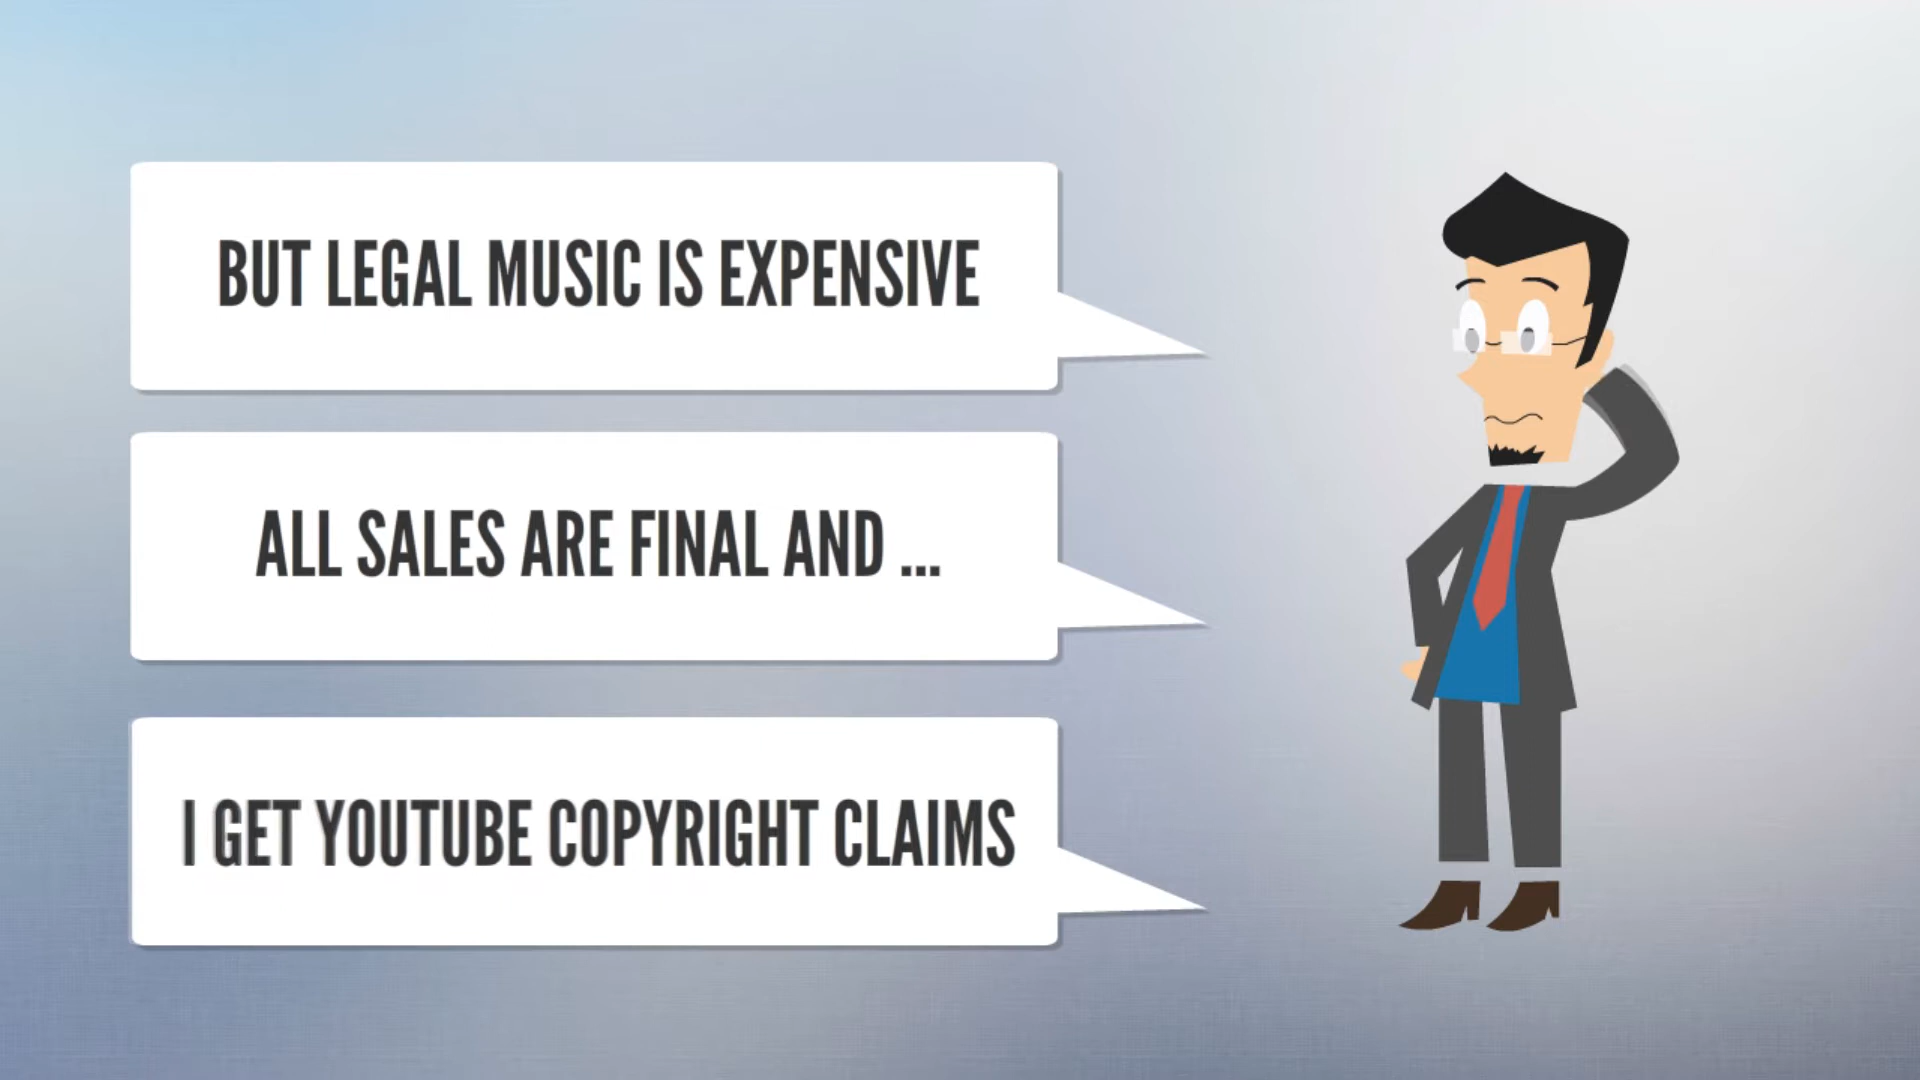 BUT LEGAL MUSIC IS EXPENSIVE
ALL SALES ARE FINAL AND ...
I GET YOUTUBE COPYRIGHT CLAIMS